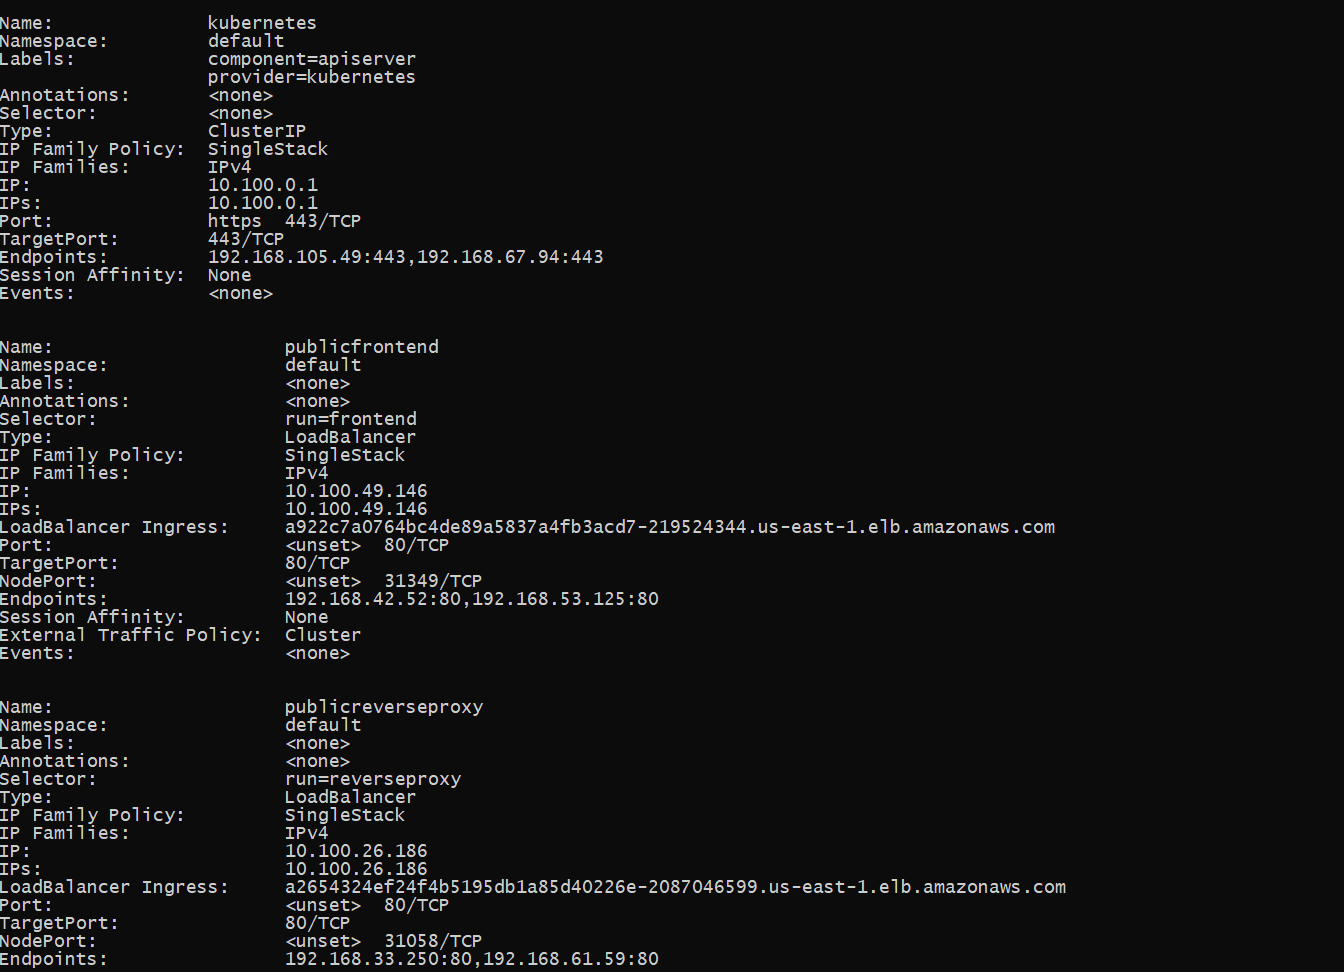 Name:              kubernetes
Namespace:         default
Labels:            component=apiserver
                   provider=kubernetes
Annotations:       <none>
Selector:          <none>
Type:              ClusterIP
IP Family Policy:  SingleStack
IP Families:       IPv4
IP:                10.100.0.1
IPs:               10.100.0.1
Port:              https  443/TCP
TargetPort:        443/TCP
Endpoints:         192.168.105.49:443,192.168.67.94:443
Session Affinity:  None
Events:            <none>
Name:                     publicfrontend
Namespace:                default
Labels:                   <none>
Annotations:              <none>
Selector:                 run=frontend
Type:                     LoadBalancer
IP Family Policy:         SingleStack
IP Families:              IPv4
IP:                       10.100.49.146
IPs:                      10.100.49.146
LoadBalancer Ingress:     a922c7a0764bc4de89a5837a4fb3acd7-219524344.us-east-1.elb.amazonaws.com
Port:                     <unset>  80/TCP
TargetPort:               80/TCP
NodePort:                 <unset>  31349/TCP
Endpoints:                192.168.42.52:80,192.168.53.125:80
Session Affinity:         None
External Traffic Policy:  Cluster
Events:                   <none>
Name:                     publicreverseproxy
Namespace:                default
Labels:                   <none>
Annotations:              <none>
Selector:                 run=reverseproxy
Type:                     LoadBalancer
IP Family Policy:         SingleStack
IP Families:              IPv4
IP:                       10.100.26.186
IPs:                      10.100.26.186
LoadBalancer Ingress:     a2654324ef24f4b5195db1a85d40226e-2087046599.us-east-1.elb.amazonaws.com
Port:                     <unset>  80/TCP
TargetPort:               80/TCP
NodePort:                 <unset>  31058/TCP
Endpoints:                192.168.33.250:80,192.168.61.59:80